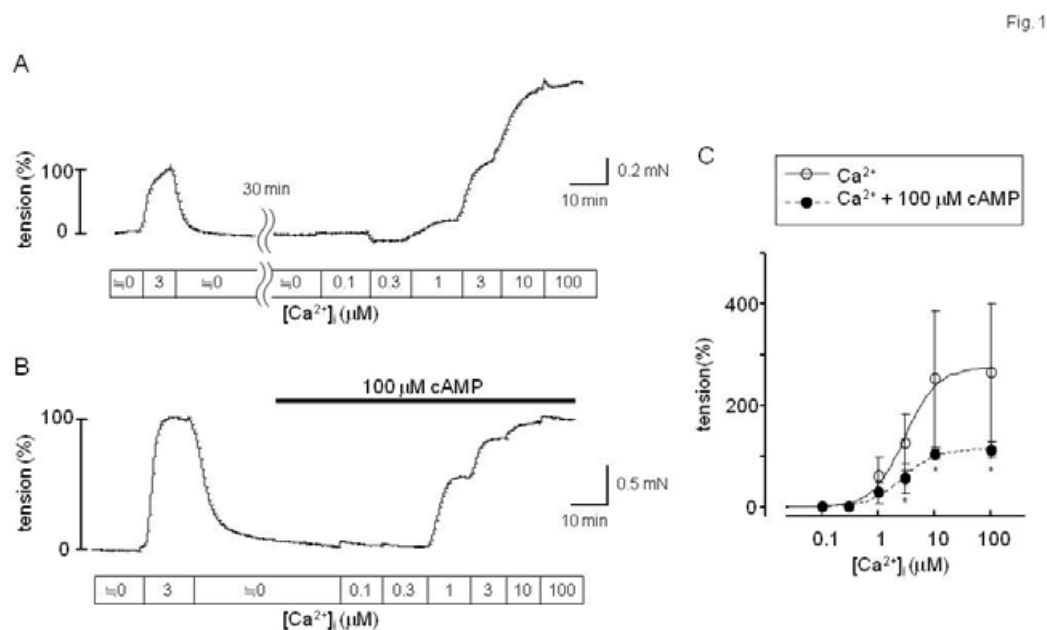 Fig. 1
A
tension (%)
100
0
30 min
0.2 mN
10 min
≒0 3 ≒0 ≒0 0.1 0.3 1 3 10 100
[Ca²⁺]ᵢ (μM)
B
100 μM cAMP
tension (%)
100
0
0.5 mN
10 min
≒0 3 ≒0 0.1 0.3 1 3 10 100
[Ca²⁺]ᵢ (μM)
C
Ca²⁺
Ca²⁺ + 100 μM cAMP
tension (%)
400
200
0
* * *
0.1 1 10 100
[Ca²⁺]ᵢ (μM)